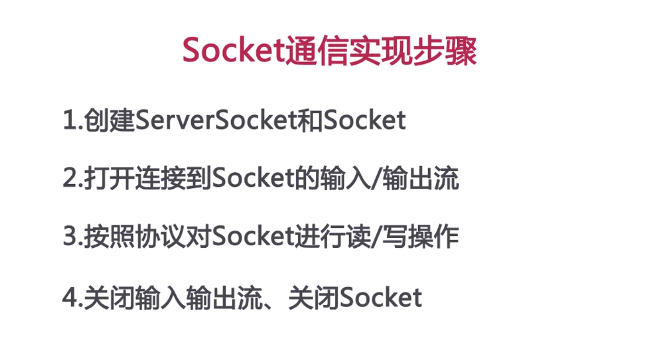 Socket通信实现步骤
1.创建ServerSocket和Socket
2.打开连接到Socket的输入/输出流
3.按照协议对Socket进行读/写操作
4.关闭输入输出流、关闭Socket